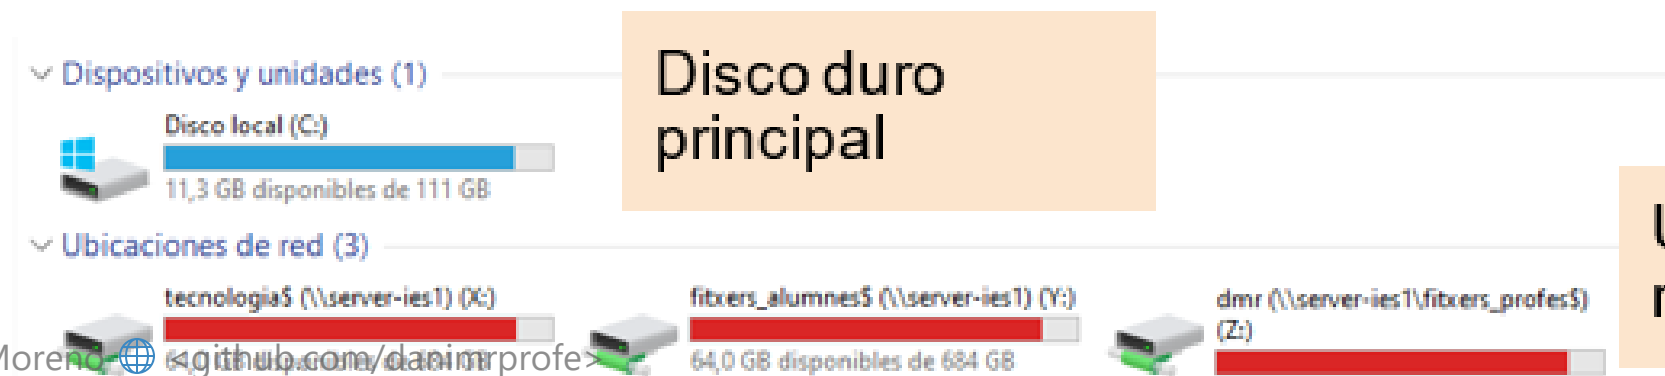 Dispositivos y unidades (1)
Disco duro
principal
Disco local (C:)
11,3 GB disponibles de 111 GB
Ubicaciones de red (3)
tecnologia$ (\\server-ies1) (X:)
fitxers_alumnes$ (\\server-ies1) (Y:)
dmr (\\server-ies1\fitxers_profes$)
(Z:)
Moreno <github.com/danimrprofe>
64,0 GB disponibles de 684 GB